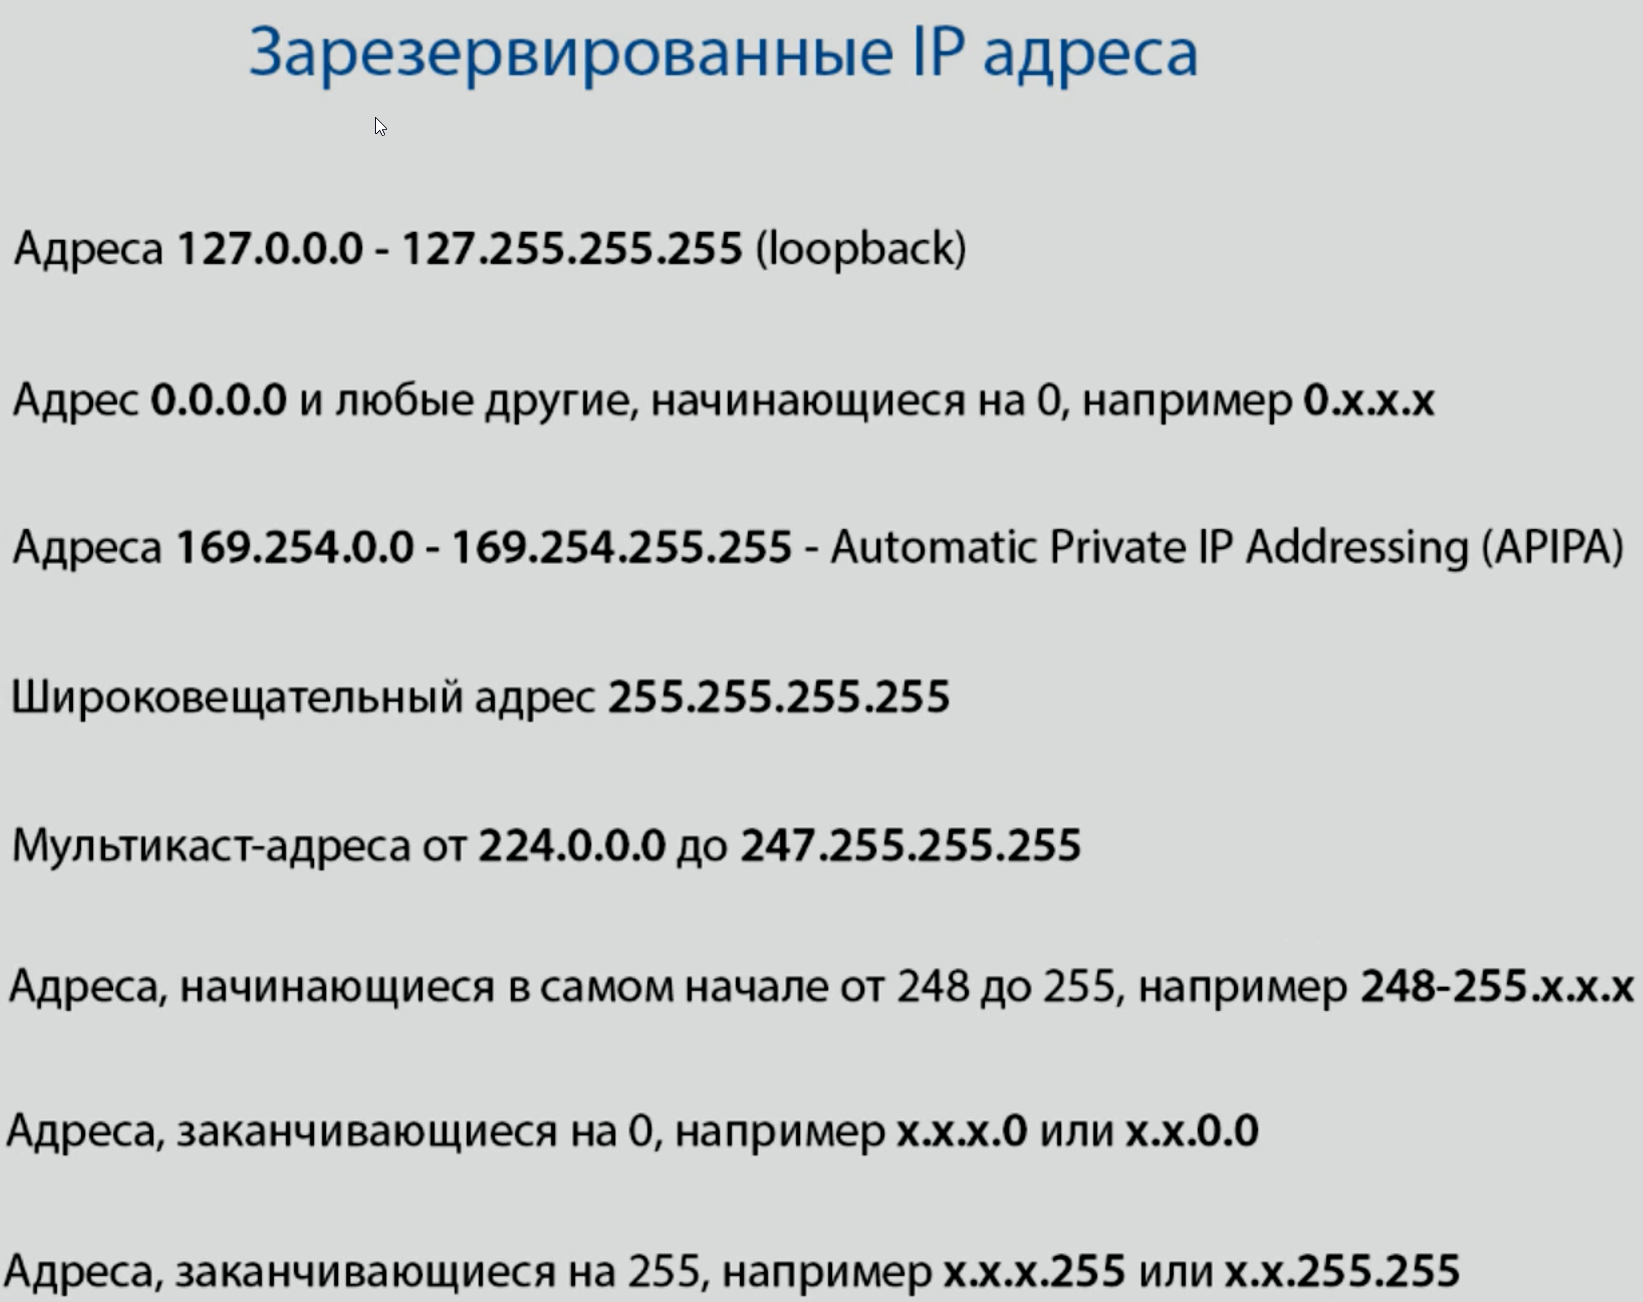 Зарезервированные IP адреса
Адреса 127.0.0.0 - 127.255.255.255 (loopback)
Адрес 0.0.0.0 и любые другие, начинающиеся на 0, например 0.x.x.x
Адреса 169.254.0.0 - 169.254.255.255 - Automatic Private IP Addressing (APIPA)
Широковещательный адрес 255.255.255.255
Мультикаст-адреса от 224.0.0.0 до 247.255.255.255
Адреса, начинающиеся в самом начале от 248 до 255, например 248-255.x.x.x
Адреса, заканчивающиеся на 0, например x.x.x.0 или x.x.0.0
Адреса, заканчивающиеся на 255, например x.x.x.255 или x.x.255.255